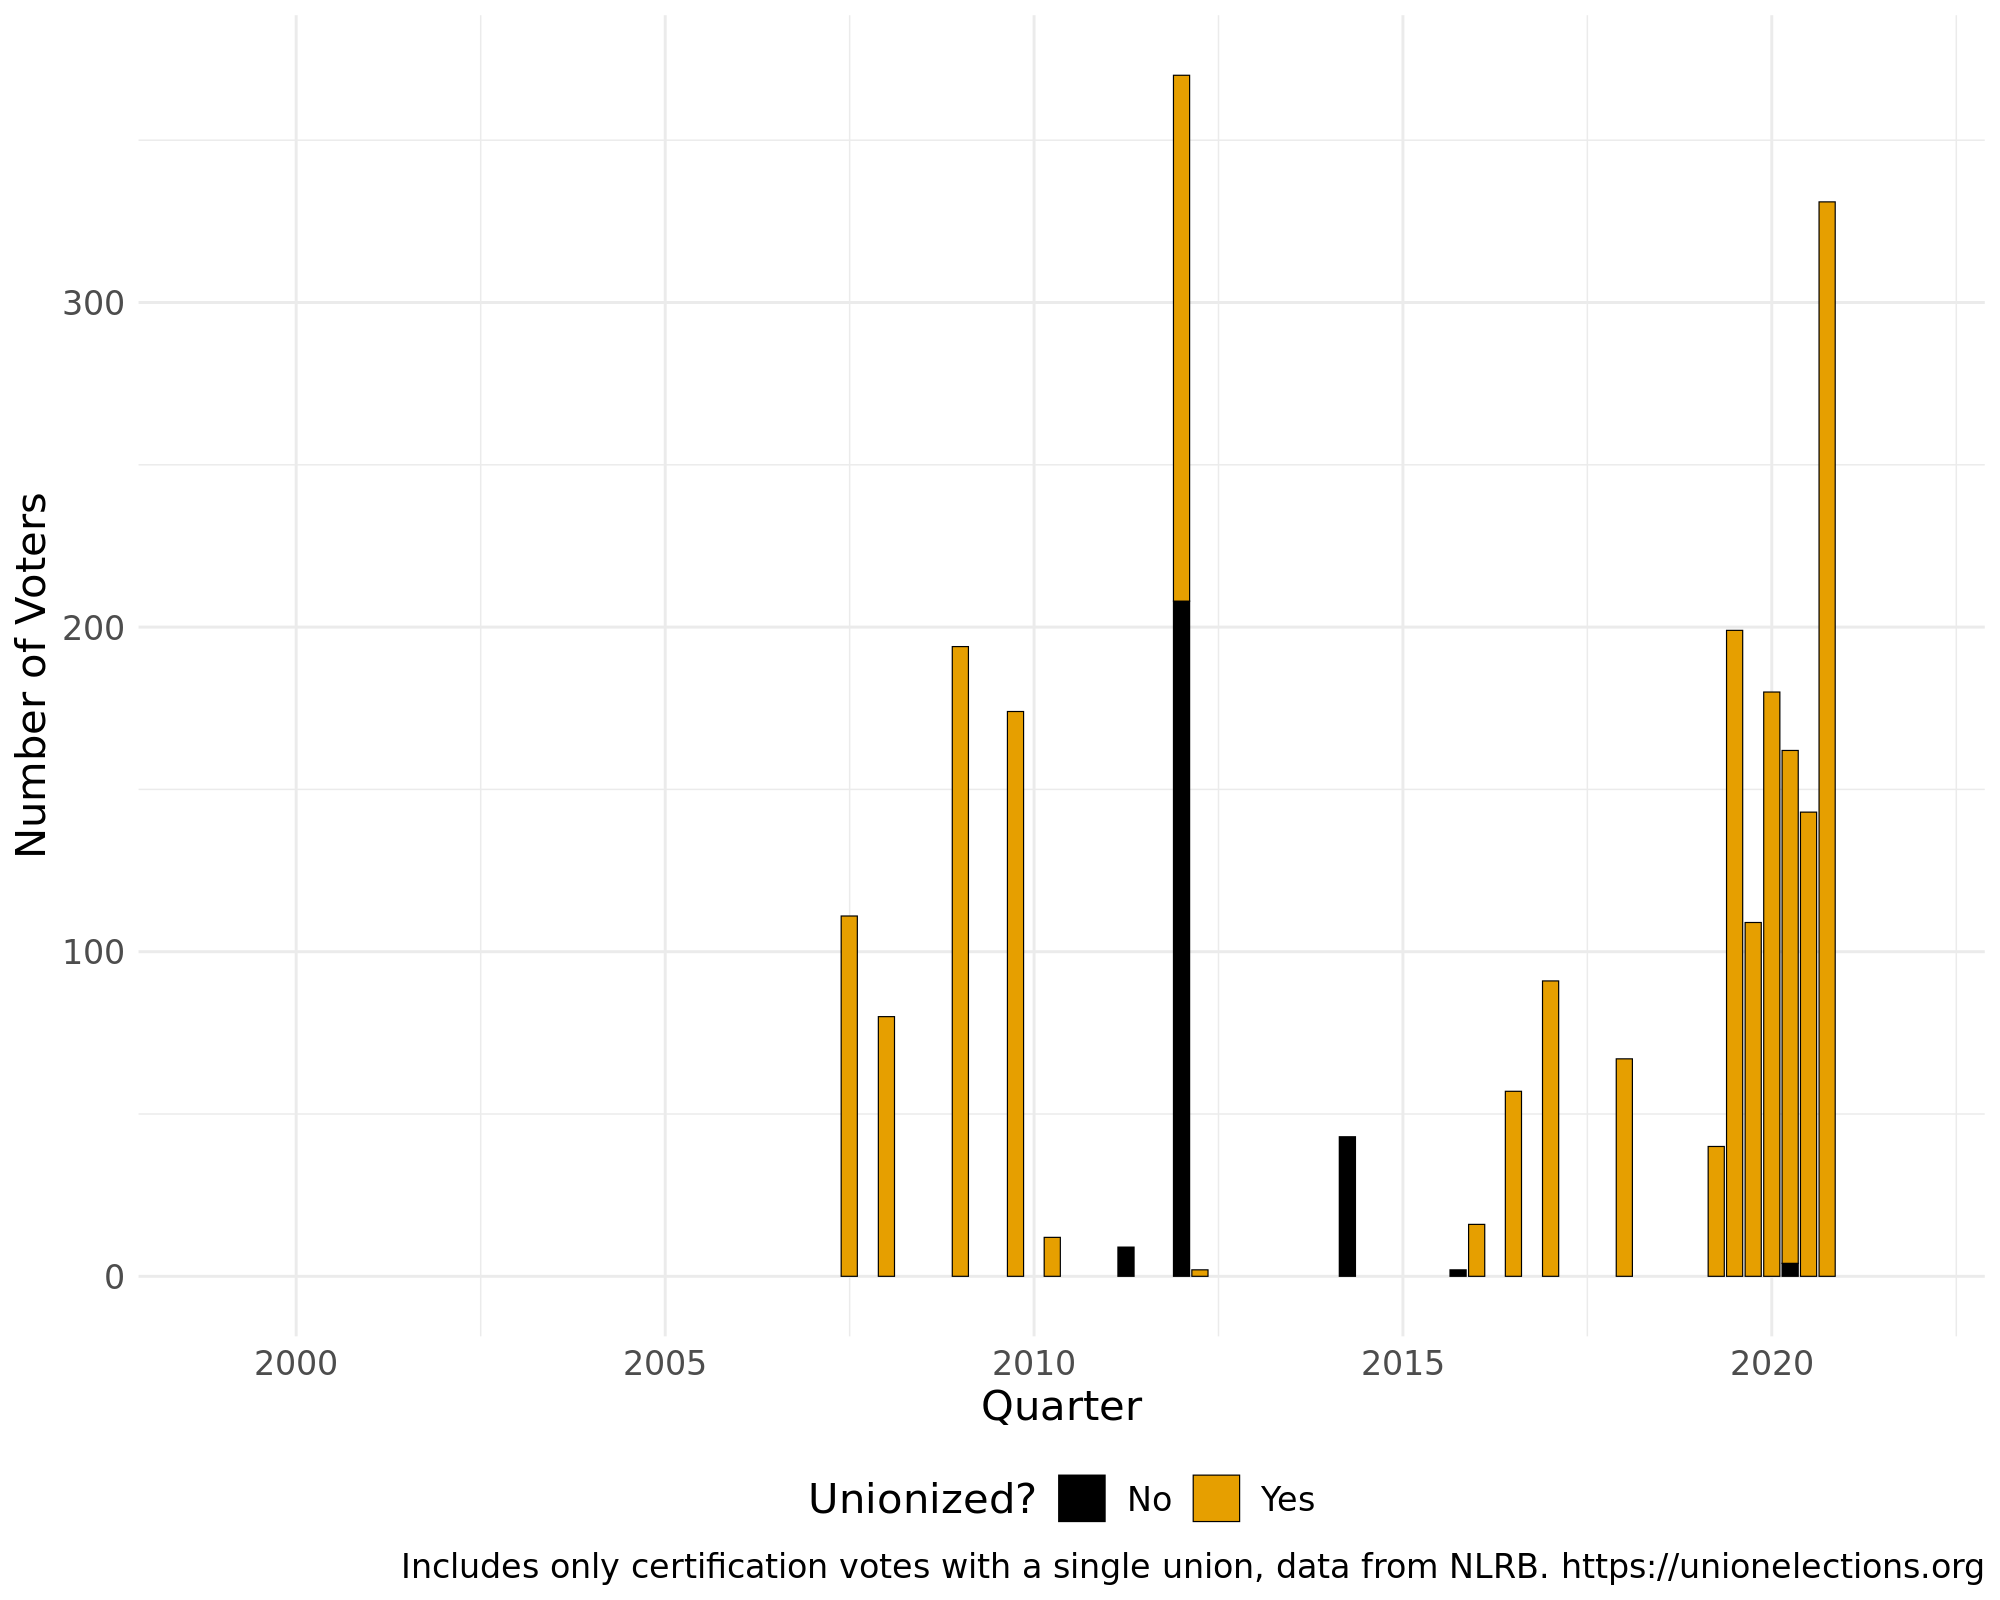 Number of Voters
300
200
100
0
2000 2005 2010 2015 2020
Quarter
Unionized? No Yes
Includes only certification votes with a single union, data from NLRB. https://unionelections.org